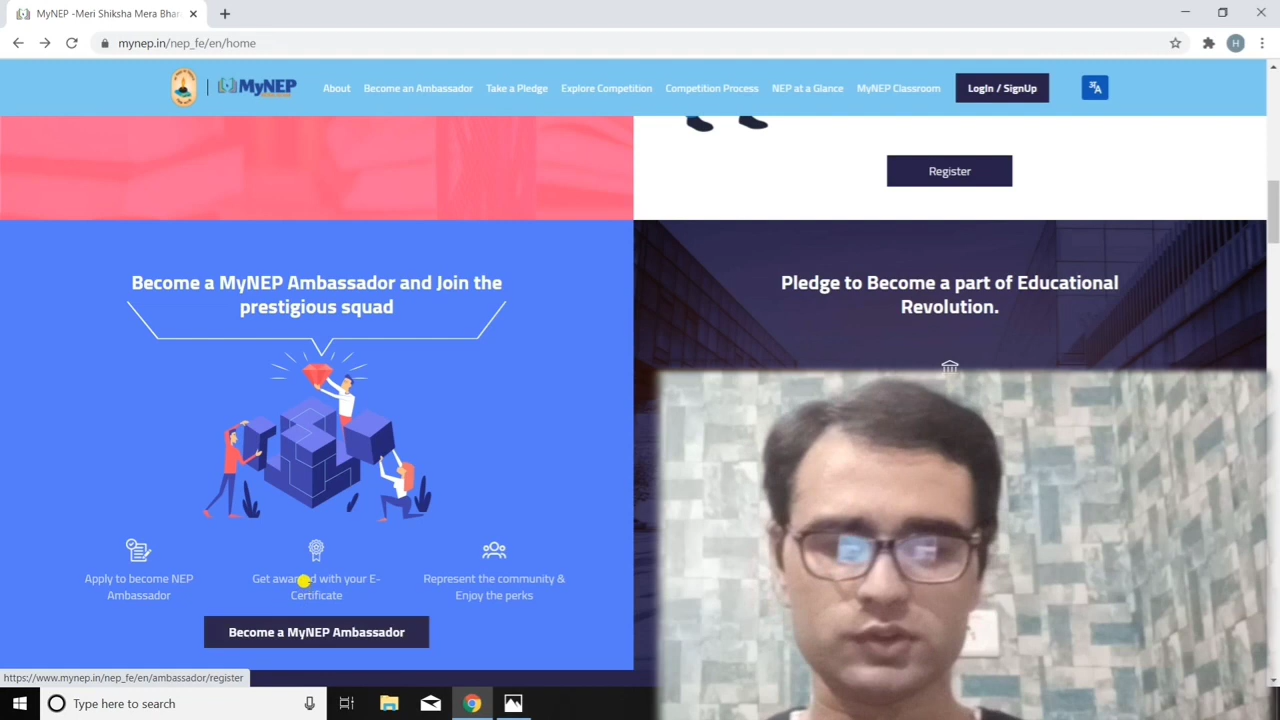 MyNEP -Meri Shiksha Mera Bhar
mynep.in/nep_fe/en/home
H
MyNEP
About
Become an Ambassador
Take a Pledge
Explore Competition
Competition Process
NEP at a Glance
MyNEP Classroom
LogIn / SignUp
Register
Become a MyNEP Ambassador and Join the
prestigious squad
Pledge to Become a part of Educational
Revolution.
Apply to become NEP
Ambassador
Get awarded with your E-
Certificate
Represent the community &
Enjoy the perks
Become a MyNEP Ambassador
https://www.mynep.in/nep_fe/en/ambassador/register
Type here to search